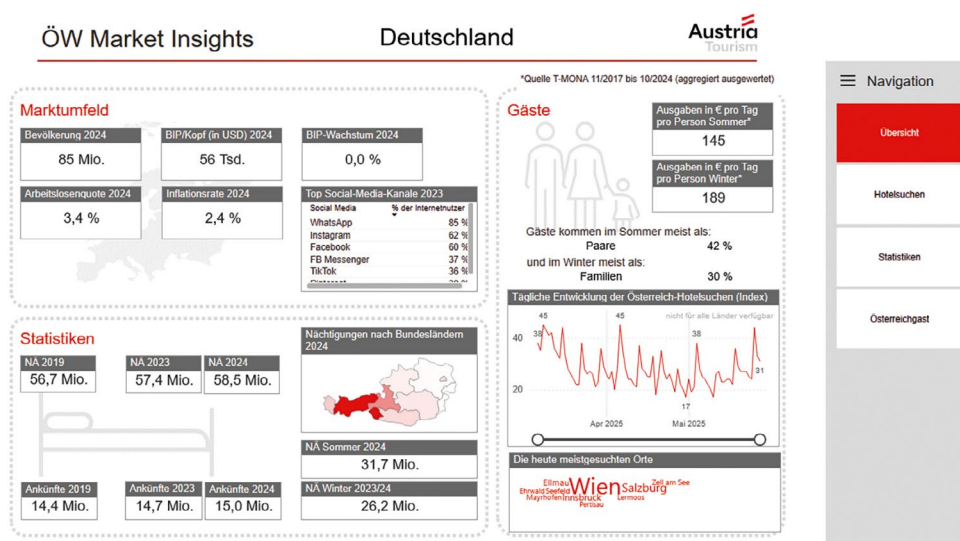 ÖW Market Insights
Deutschland
Austria
Tourism
*Quelle T-MONA 11/2017 bis 10/2024 (aggregiert ausgewertet)
Marktumfeld
Bevölkerung 2024
85 Mio.
BIP/Kopf (in USD) 2024
56 Tsd.
BIP-Wachstum 2024
0,0 %
Arbeitslosenquote 2024
3,4 %
Inflationsrate 2024
2,4 %
Top Social-Media-Kanäle 2023
Social Media % der Internetnutzer
WhatsApp 85 %
Instagram 62 %
Facebook 60 %
FB Messenger 37 %
TikTok 36 %
Statistiken
NÄ 2019
56,7 Mio.
NÄ 2023
57,4 Mio.
NÄ 2024
58,5 Mio.
Ankünfte 2019
14,4 Mio.
Ankünfte 2023
14,7 Mio.
Ankünfte 2024
15,0 Mio.
Nächtigungen nach Bundesländern
2024
NÄ Sommer 2024
31,7 Mio.
NÄ Winter 2023/24
26,2 Mio.
Gäste
Ausgaben in € pro Tag
pro Person Sommer*
145
Ausgaben in € pro Tag
pro Person Winter*
189
Gäste kommen im Sommer meist als:
Paare 42 %
und im Winter meist als:
Familien 30 %
Tägliche Entwicklung der Österreich-Hotelsuchen (Index)
nicht für alle Länder verfügbar
40
20
38
45
45
38
17
31
Apr 2025
Mai 2025
Die heute meistgesuchten Orte
Ellmau
Wien
Zell am See
Ehrwald
Seefeld
Salzburg
Mayrhofen
Innsbruck
Lermoos
Pertisau
Navigation
Übersicht
Hotelsuchen
Statistiken
Österreichgast